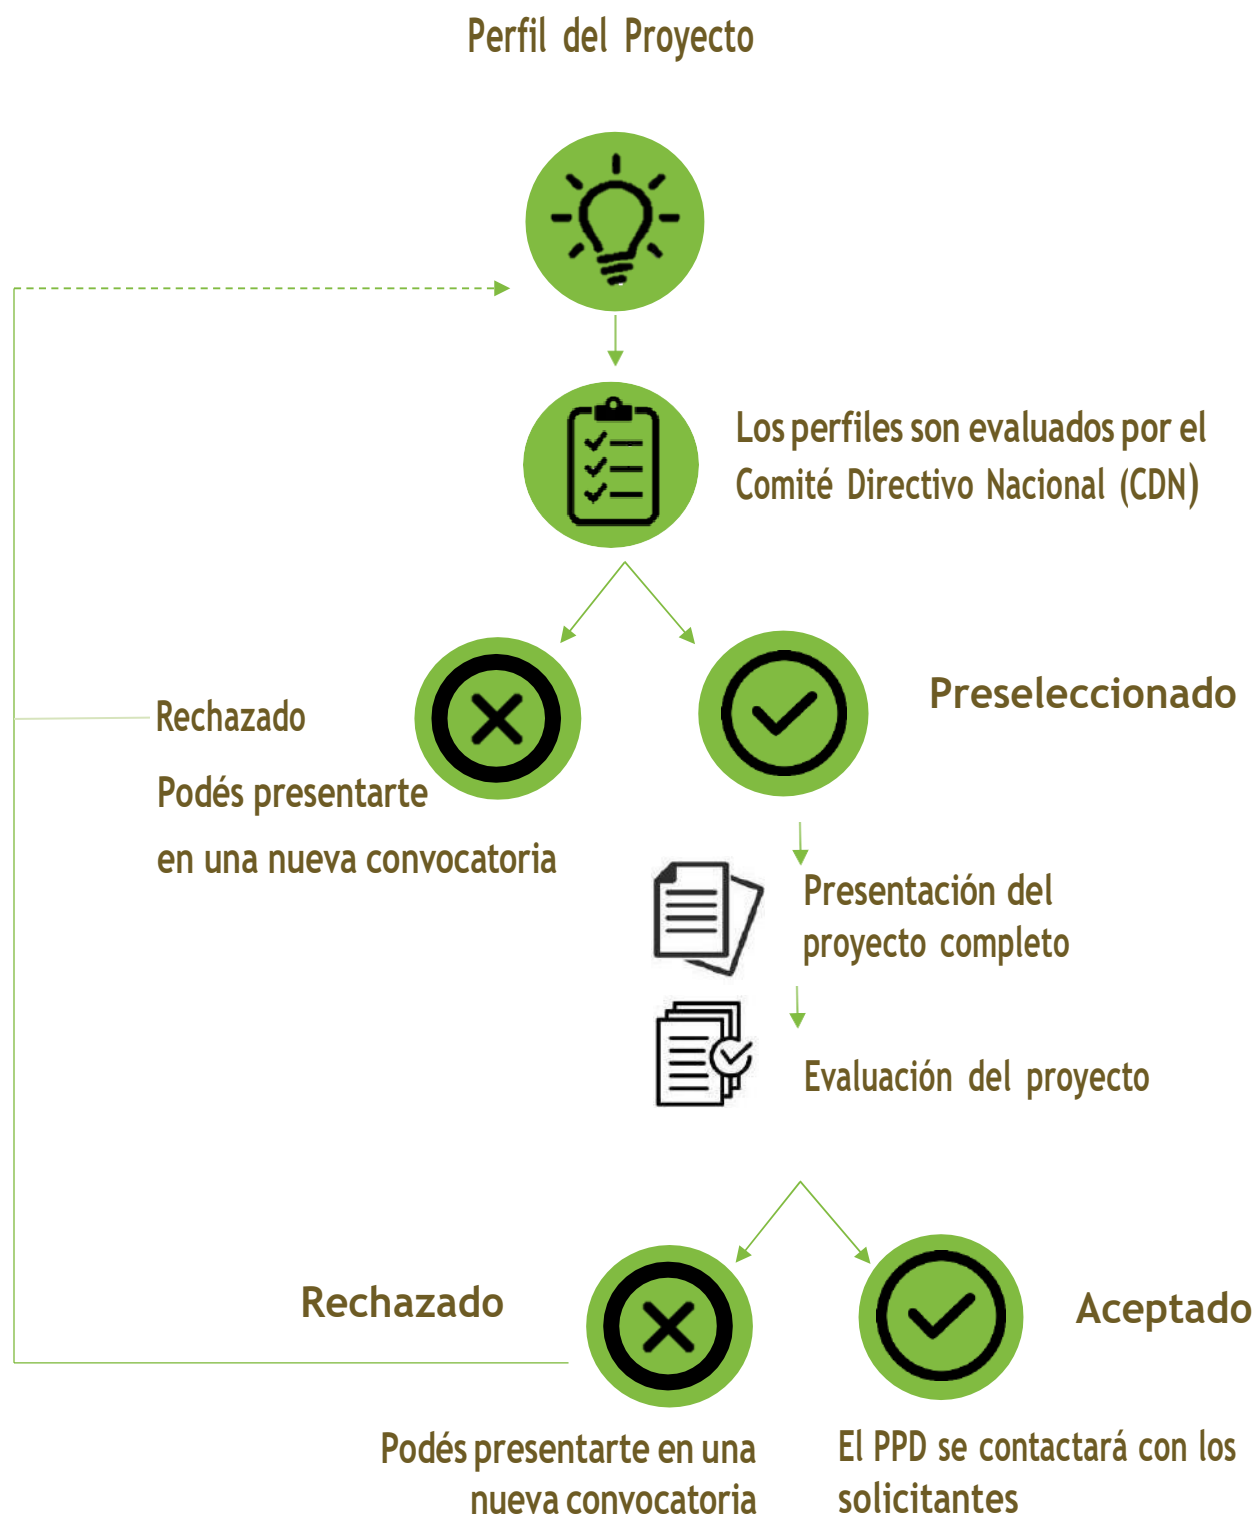 Perfil del Proyecto
Los perfiles son evaluados por el
Comité Directivo Nacional (CDN)
Preseleccionado
Rechazado
Podés presentarte
en una nueva convocatoria
Presentación del
proyecto completo
Evaluación del proyecto
Rechazado
Aceptado
Podés presentarte en una
nueva convocatoria
El PPD se contactará con los
solicitantes